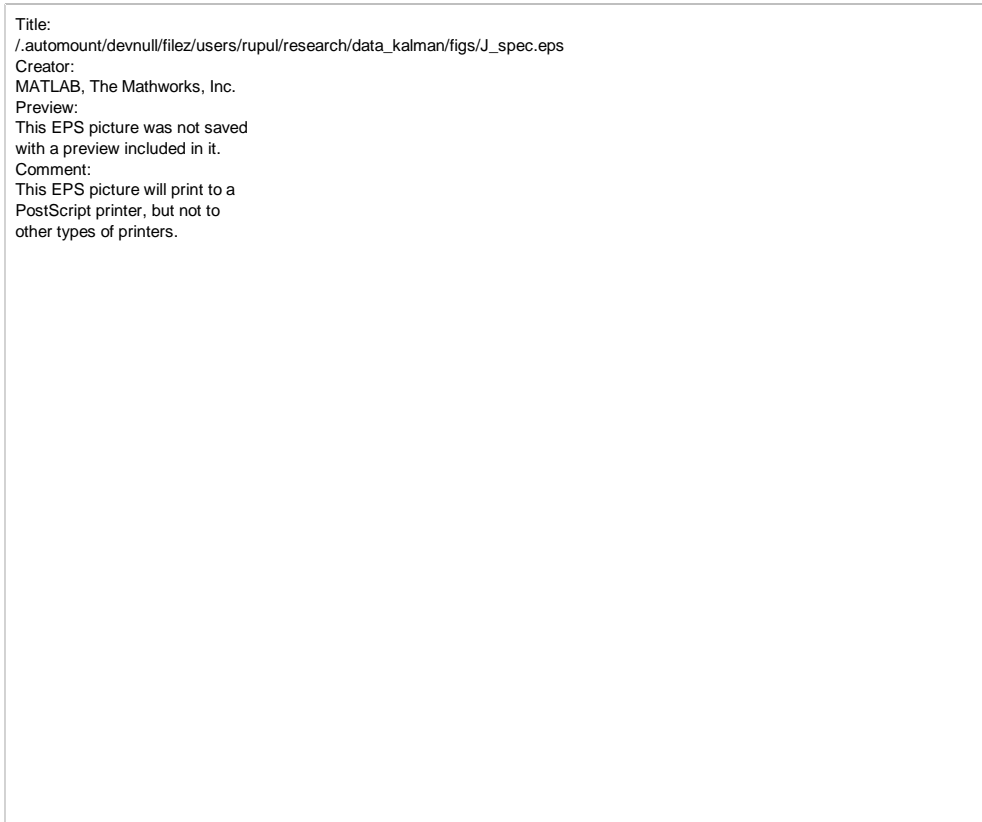 Title:
/.automount/devnull/filez/users/rupul/research/data_kalman/figs/J_spec.eps
Creator:
MATLAB, The Mathworks, Inc.
Preview:
This EPS picture was not saved
with a preview included in it.
Comment:
This EPS picture will print to a
PostScript printer, but not to
other types of printers.